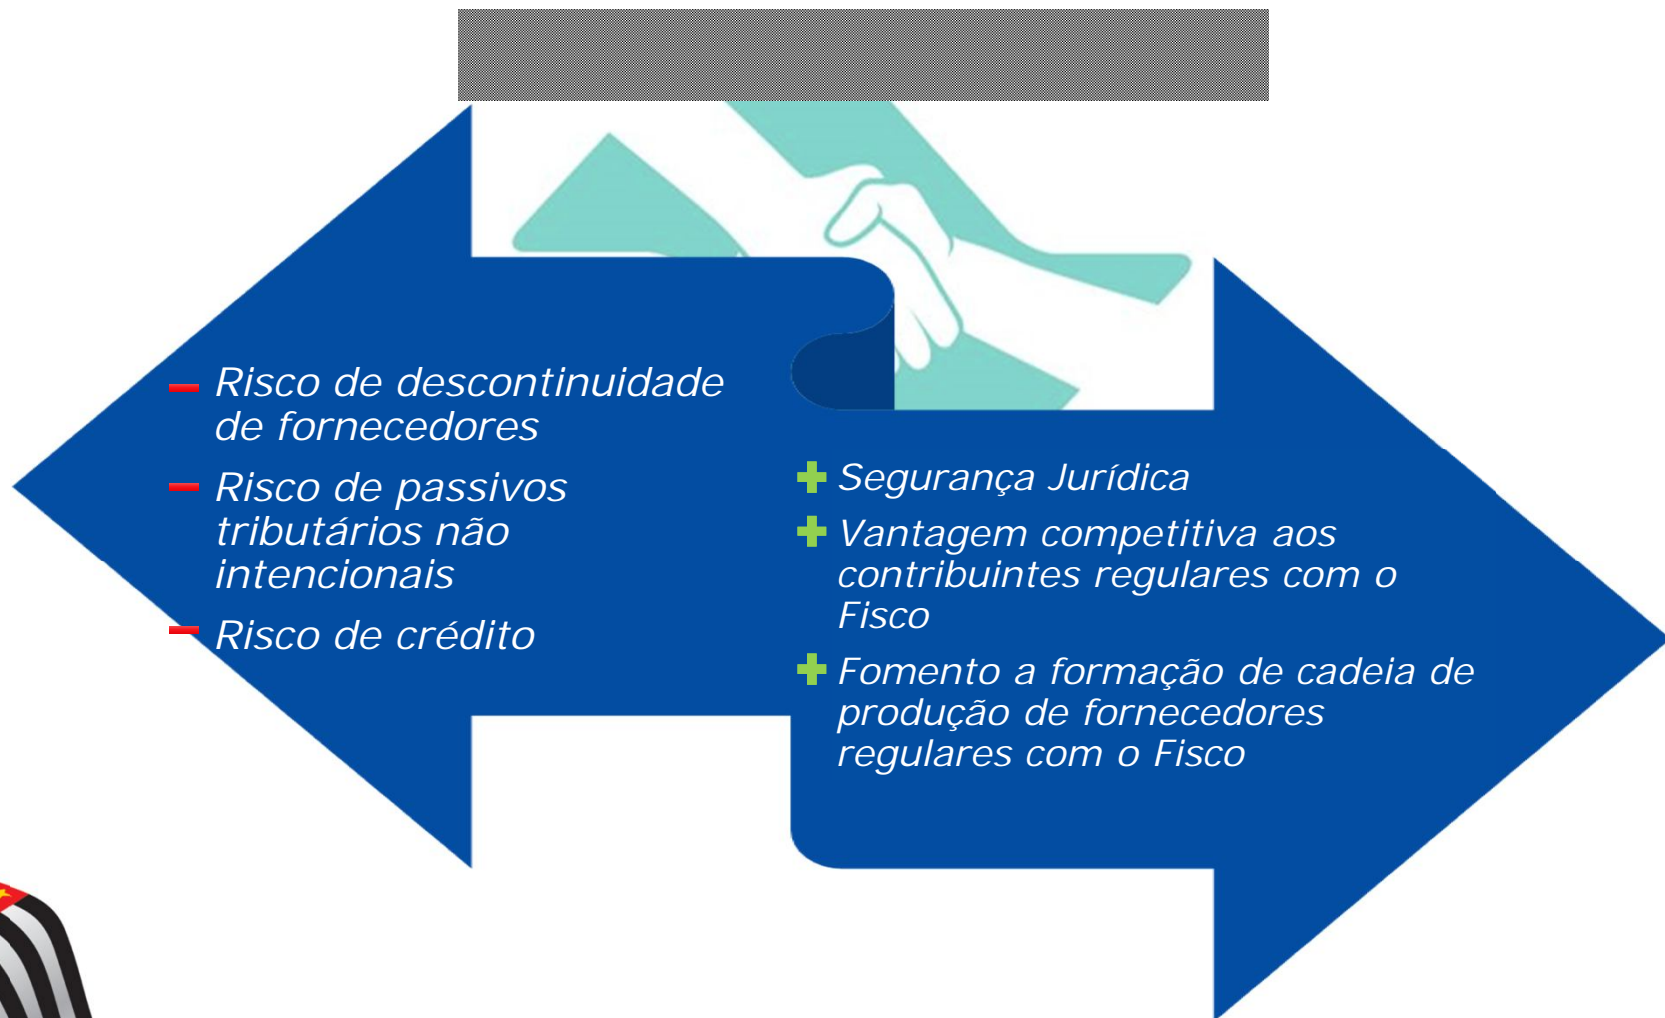 Risco de descontinuidade
de fornecedores
Risco de passivos
tributários não
intencionais
Risco de crédito
Segurança Jurídica
Vantagem competitiva aos
contribuintes regulares com o
Fisco
Fomento a formação de cadeia de
produção de fornecedores
regulares com o Fisco